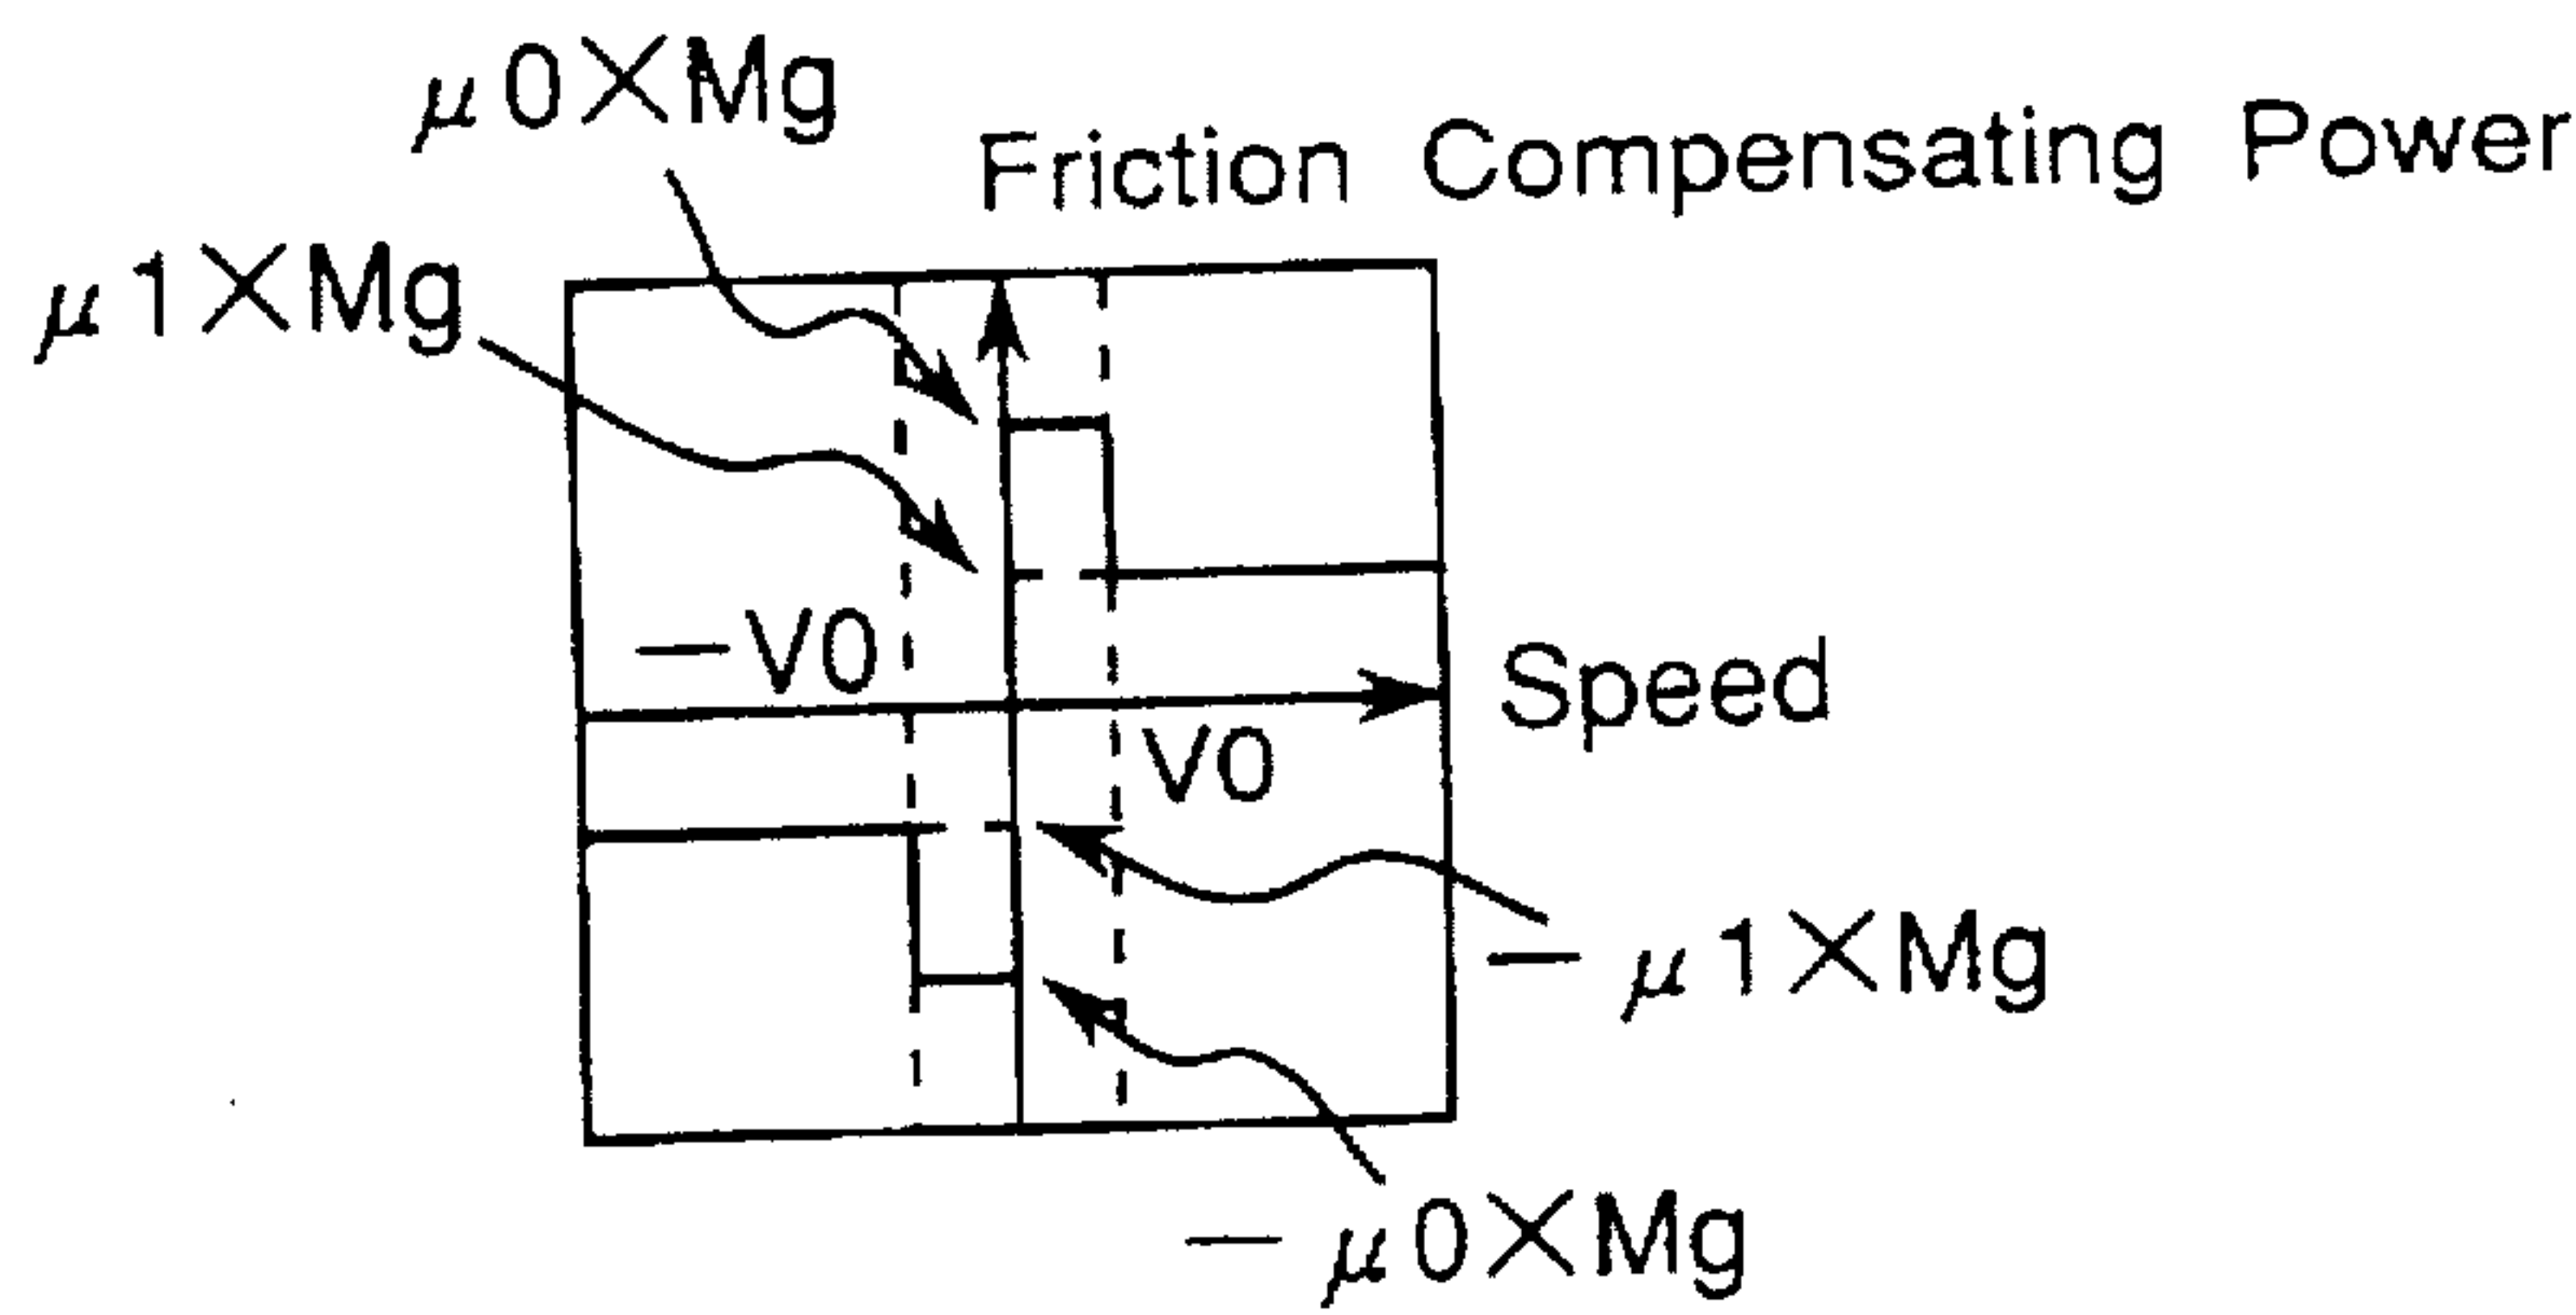 μ0×Mg
Friction Compensating Power
μ1×Mg
−V0
Speed
V0
−μ1×Mg
−μ0×Mg